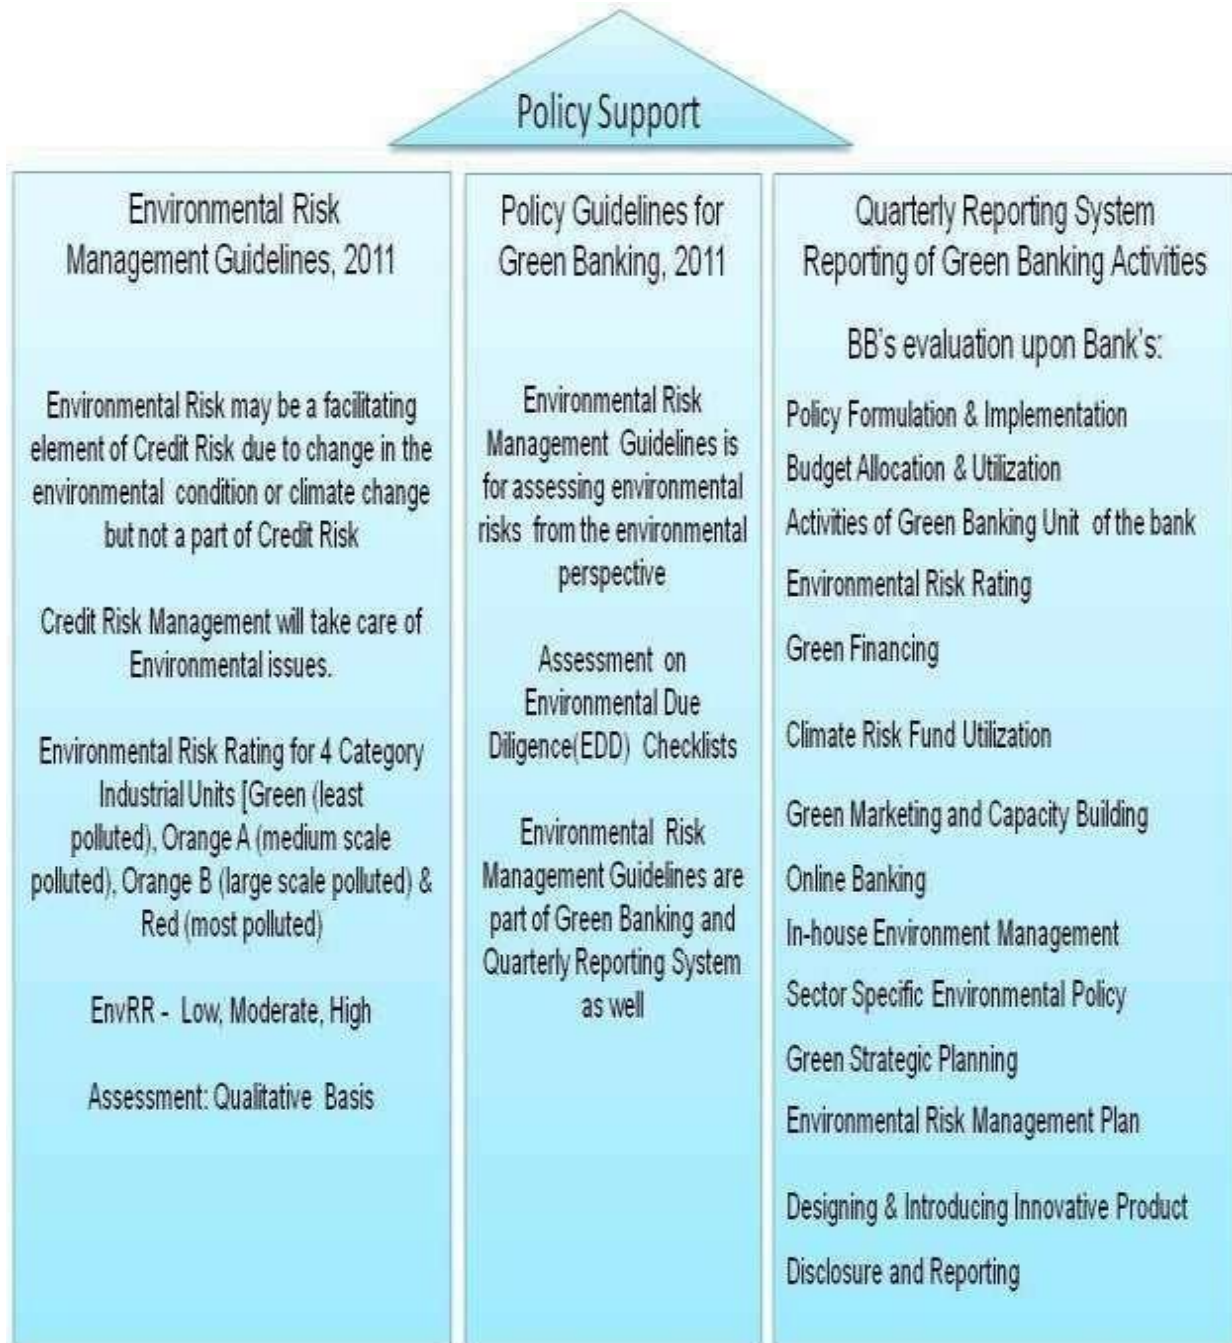 Policy Support
Environmental Risk
Management Guidelines, 2011
Environmental Risk may be a facilitating
element of Credit Risk due to change in the
environmental condition or climate change
but not a part of Credit Risk
Credit Risk Management will take care of
Environmental issues.
Environmental Risk Rating for 4 Category
Industrial Units [Green (least
polluted), Orange A (medium scale
polluted), Orange B (large scale polluted) &
Red (most polluted)
EnvRR - Low, Moderate, High
Assessment: Qualitative Basis
Policy Guidelines for
Green Banking, 2011
Environmental Risk
Management Guidelines is
for assessing environmental
risks from the environmental
perspective
Assessment on
Environmental Due
Diligence(EDD) Checklists
Environmental Risk
Management Guidelines are
part of Green Banking and
Quarterly Reporting System
as well
Quarterly Reporting System
Reporting of Green Banking Activities
BB's evaluation upon Bank's:
Policy Formulation & Implementation
Budget Allocation & Utilization
Activities of Green Banking Unit of the bank
Environmental Risk Rating
Green Financing
Climate Risk Fund Utilization
Green Marketing and Capacity Building
Online Banking
In-house Environment Management
Sector Specific Environmental Policy
Green Strategic Planning
Environmental Risk Management Plan
Designing & Introducing Innovative Product
Disclosure and Reporting